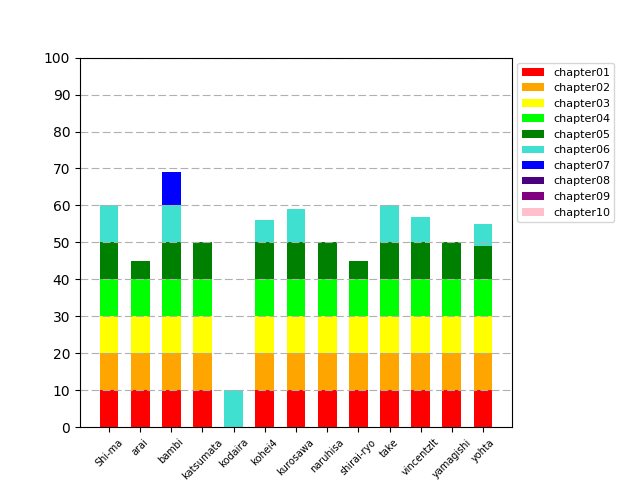 100
90
80
70
60
50
40
30
20
10
0
Shi-ma
arai
bambi
katsumata
kodaira
kohei4
kurosawa
naruhisa
shirai-ryo
take
vincentzlt
yamagishi
yohta
chapter01
chapter02
chapter03
chapter04
chapter05
chapter06
chapter07
chapter08
chapter09
chapter10